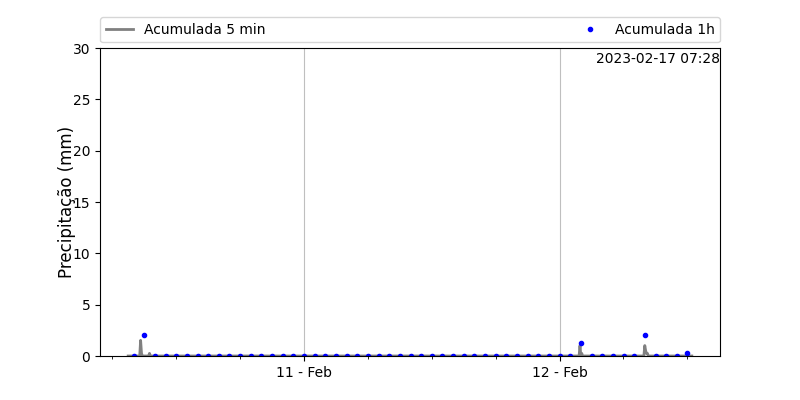 Acumulada 5 min
Acumulada 1h
2023-02-17 07:28
Precipitação (mm)
30
25
20
15
10
5
0
11 - Feb
12 - Feb